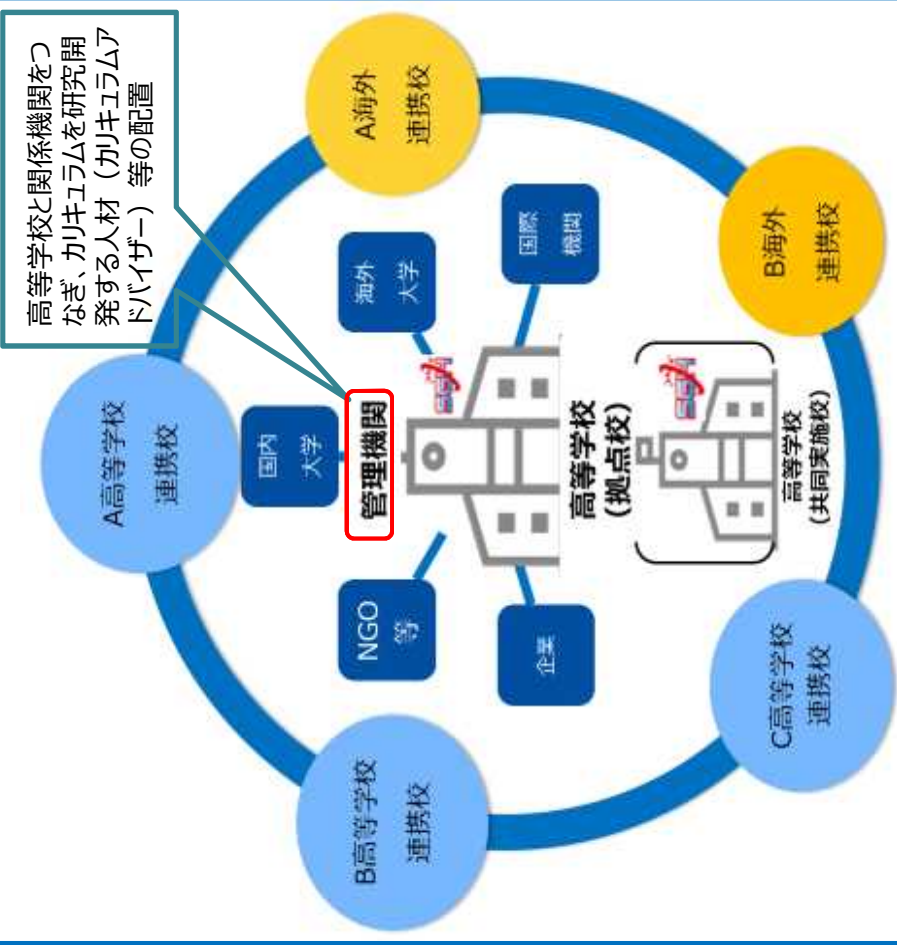 高等学校と関係機関をつ
なぎ、カリキュラムを研究開
発する人材（カリキュラムア
ドバイザー）等の配置
A高等学校
連携校
A海外
連携校
B高等学校
連携校
国内
大学
海外
大学
NGO
等
管理機関
国際
機関
企業
高等学校
(拠点校)
高等学校
(共同実施校)
C高等学校
連携校
B海外
連携校